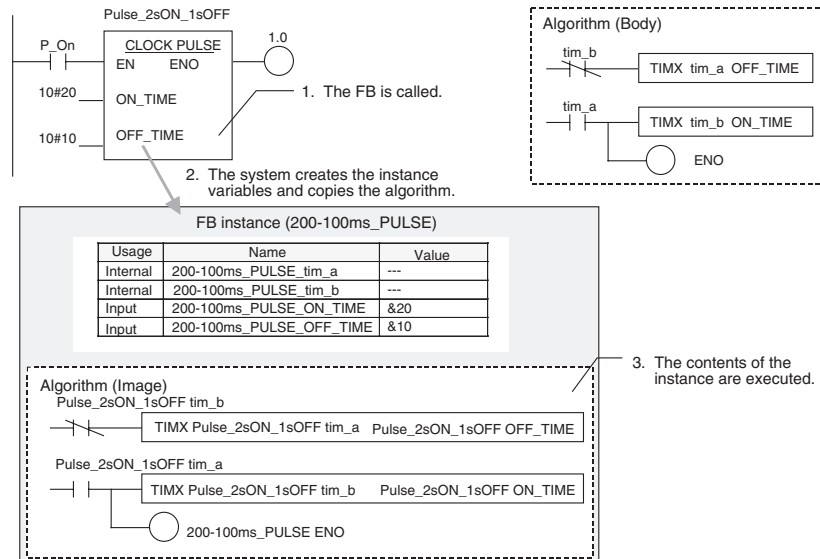 Pulse_2sON_1sOFF
P_On
CLOCK PULSE
EN ENO
1.0
10#20
ON_TIME
10#10
OFF_TIME
1. The FB is called.
2. The system creates the instance
variables and copies the algorithm.
Algorithm (Body)
tim_b
TIMX tim_a OFF_TIME
tim_a
TIMX tim_b ON_TIME
ENO
FB instance (200-100ms_PULSE)
Usage Name Value
Internal 200-100ms_PULSE_tim_a ---
Internal 200-100ms_PULSE_tim_b ---
Input 200-100ms_PULSE_ON_TIME &20
Input 200-100ms_PULSE_OFF_TIME &10
3. The contents of the
instance are executed.
Algorithm (Image)
Pulse_2sON_1sOFF tim_b
TIMX Pulse_2sON_1sOFF tim_a Pulse_2sON_1sOFF OFF_TIME
Pulse_2sON_1sOFF tim_a
TIMX Pulse_2sON_1sOFF tim_b Pulse_2sON_1sOFF ON_TIME
200-100ms_PULSE ENO